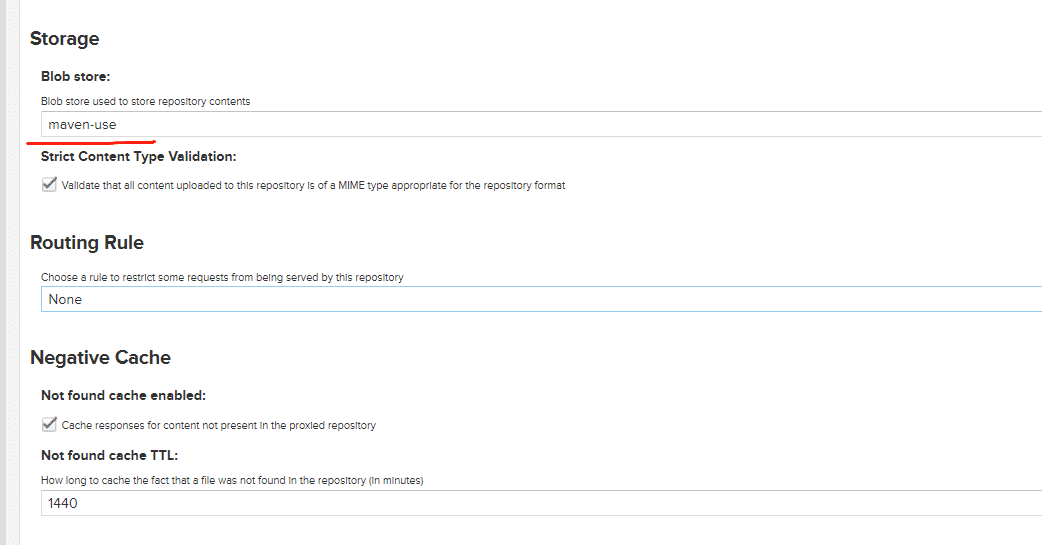 Storage
Blob store:
Blob store used to store repository contents
maven-use
Strict Content Type Validation:
Validate that all content uploaded to this repository is of a MIME type appropriate for the repository format
Routing Rule
Choose a rule to restrict some requests from being served by this repository
None
Negative Cache
Not found cache enabled:
Cache responses for content not present in the proxied repository
Not found cache TTL:
How long to cache the fact that a file was not found in the repository (in minutes)
1440